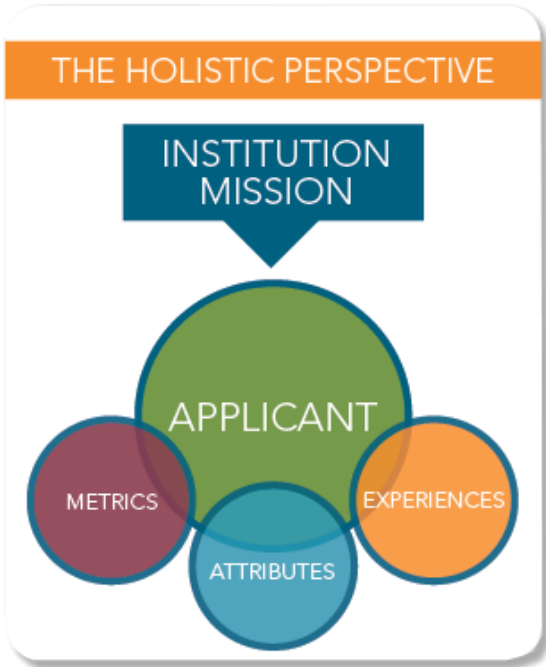 THE HOLISTIC PERSPECTIVE
INSTITUTION
MISSION
APPLICANT
METRICS
EXPERIENCES
ATTRIBUTES